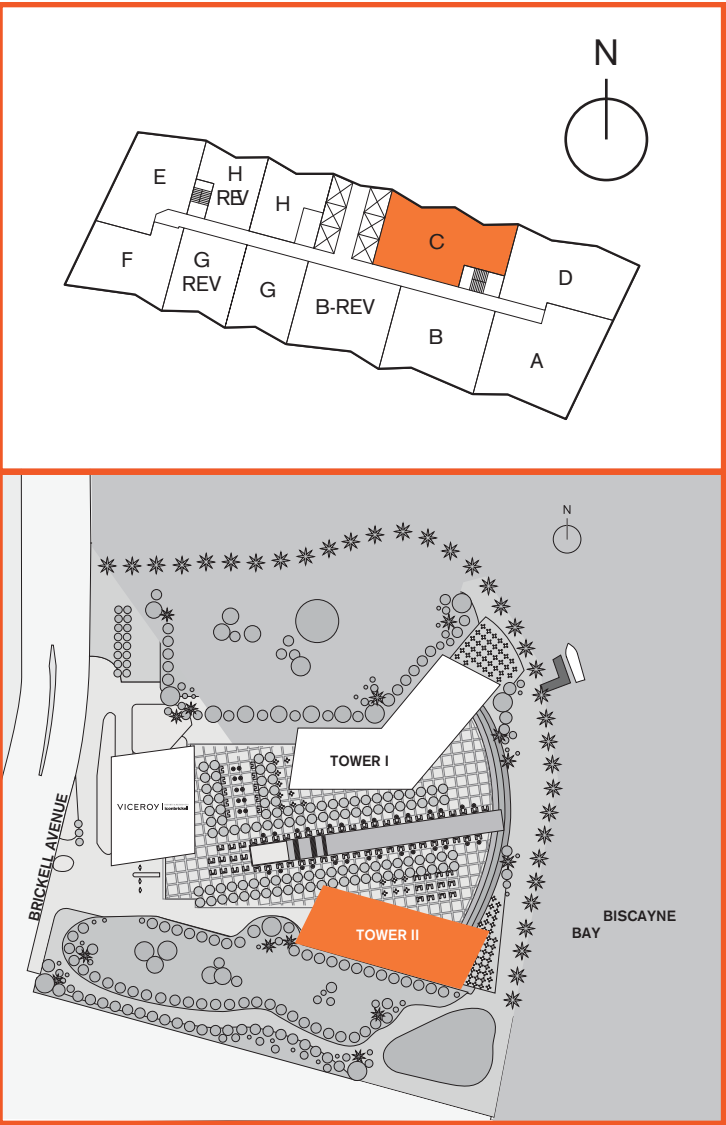 N
E
H
REV
H
C
F
G
REV
G
B-REV
B
D
A
N
TOWER I
VICEROY
BRICKELL AVENUE
TOWER II
BISCAYNE
BAY